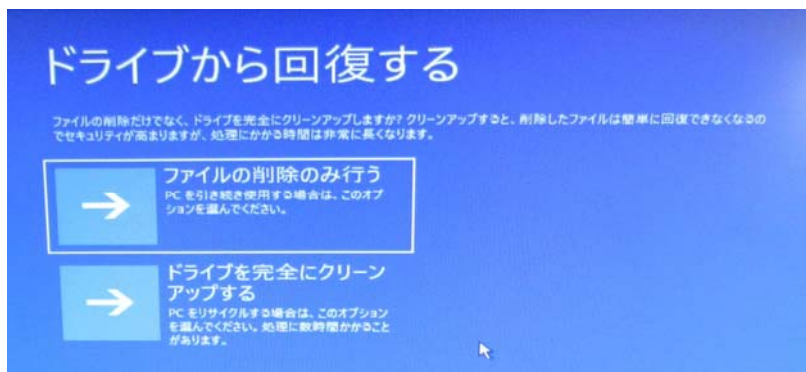 ドライブから回復する
ファイルの削除だけでなく、ドライブを完全にクリーンアップしますか? クリーンアップすると、削除したファイルは簡単に回復できなくなるの
でセキュリティが高まりますが、処理にかかる時間は非常に長くなります。
ファイルの削除のみ行う
PC を引き続き使用する場合は、このオプ
ションを選んでください。
ドライブを完全にクリーン
アップする
PC をリサイクルする場合は、このオプション
を選んでください。処理に数時間かかること
があります。